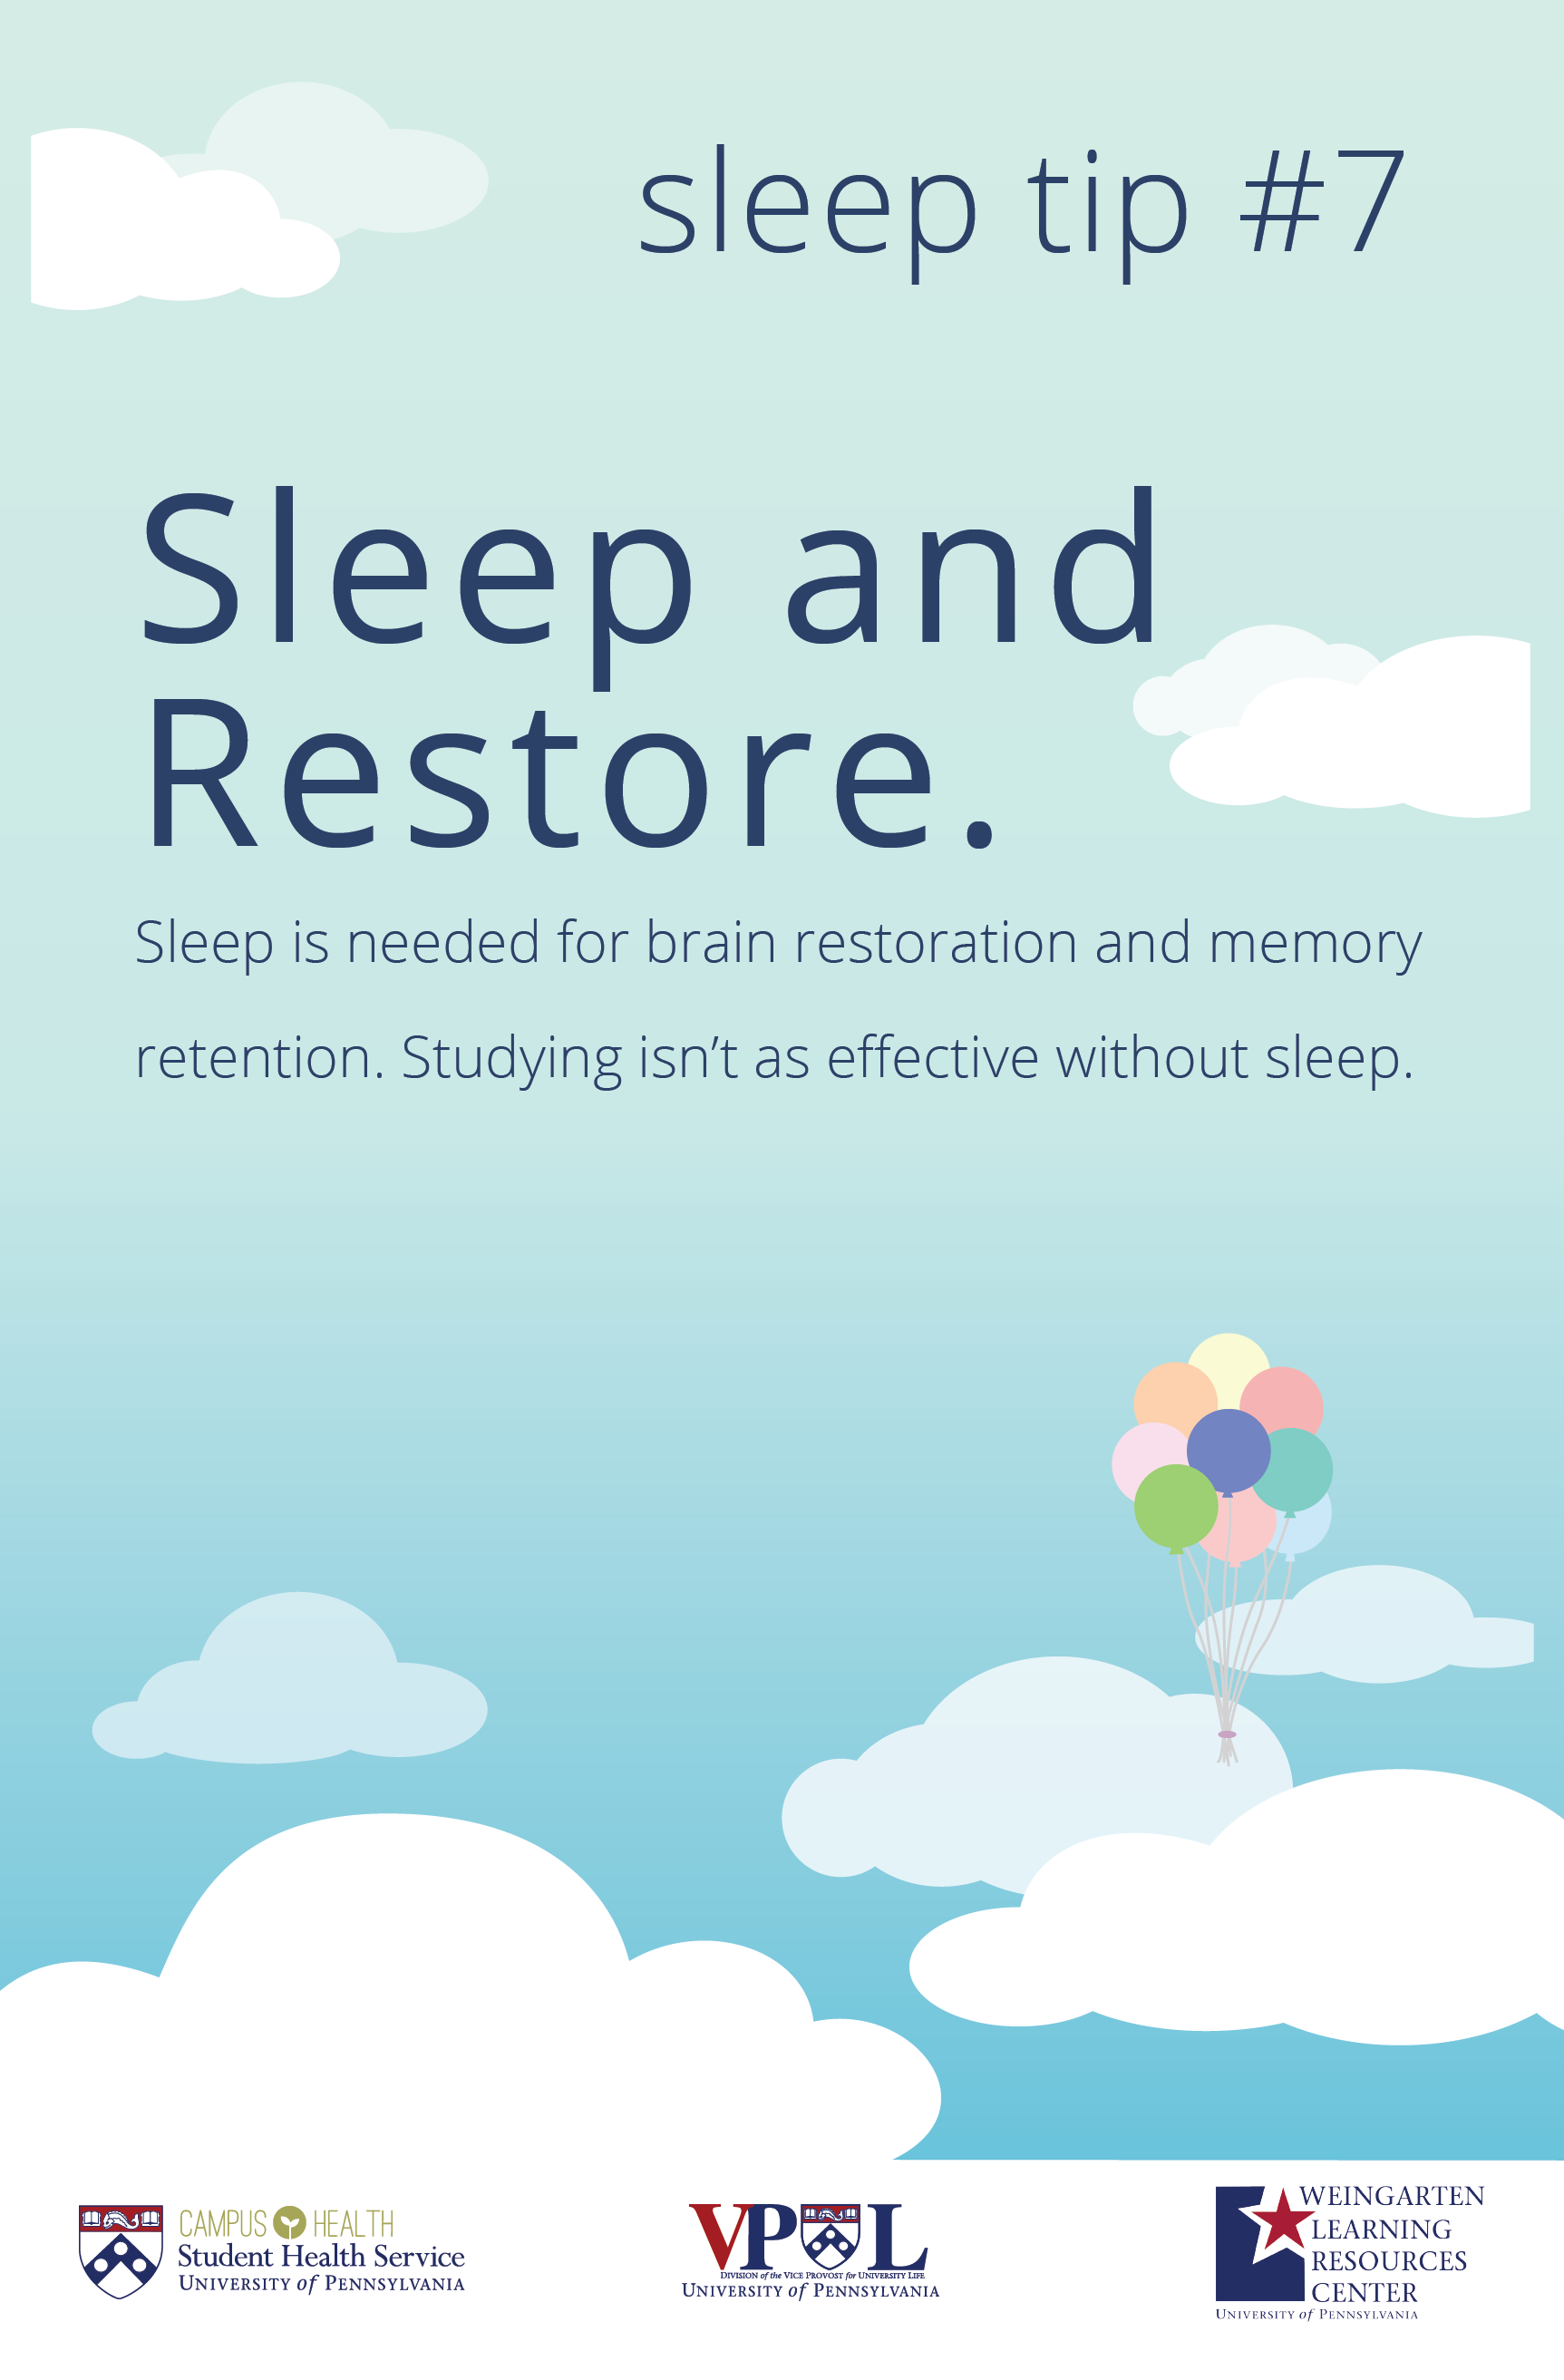 sleep tip #7
Sleep and
Restore.
Sleep is needed for brain restoration and memory
retention. Studying isn’t as effective without sleep.
CAMPUS HEALTH
Student Health Service
UNIVERSITY of PENNSYLVANIA
VPUL
DIVISION of the VICE PROVOST for UNIVERSITY LIFE
UNIVERSITY of PENNSYLVANIA
WEINGARTEN
LEARNING
RESOURCES
CENTER
UNIVERSITY of PENNSYLVANIA